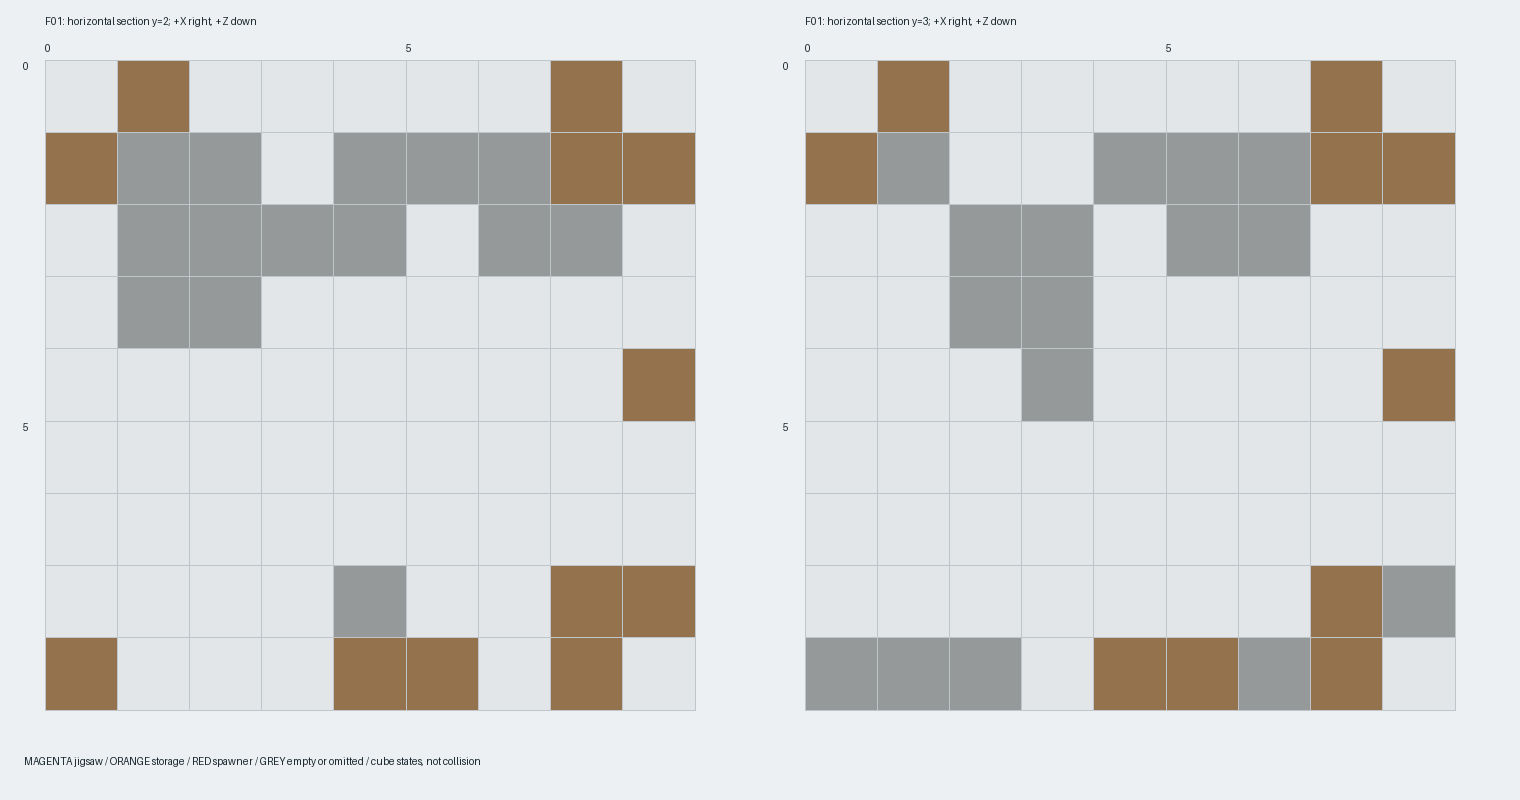 F01: horizontal section y=2; +X right, +Z down
F01: horizontal section y=3; +X right, +Z down
0 5
0 5
0
0
5
5
MAGENTA jigsaw / ORANGE storage / RED spawner / GREY empty or omitted / cube states, not collision